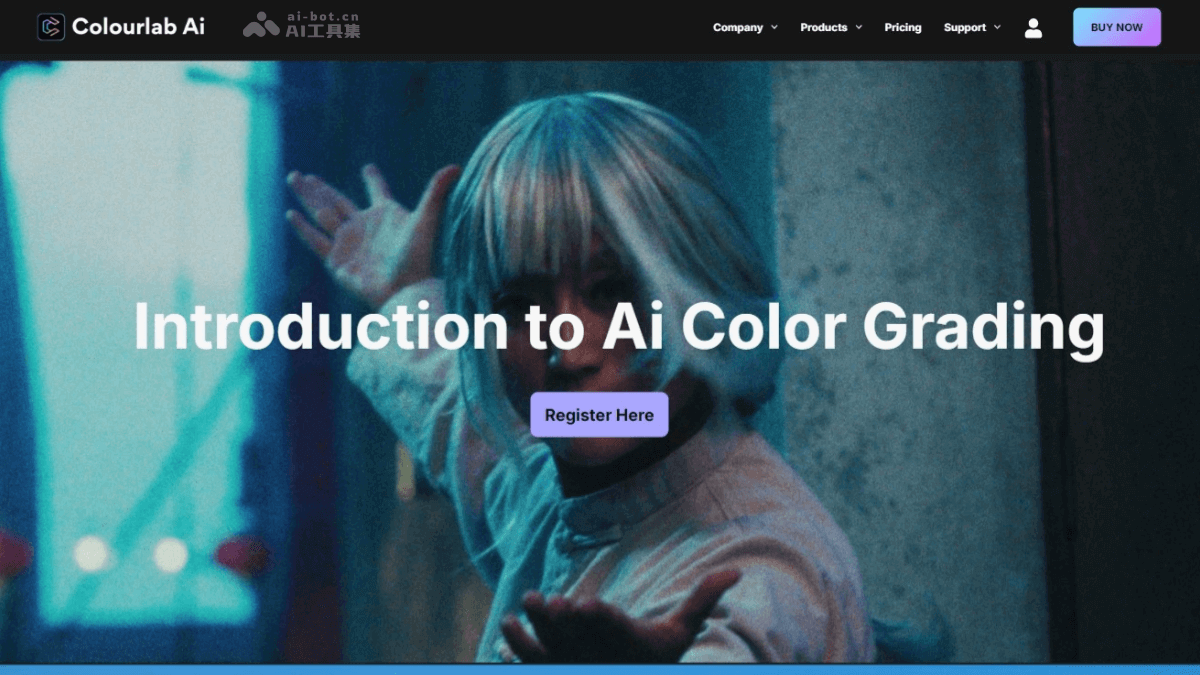 Colourlab Ai
ai-bot.cn
AI工具集
Company
Products
Pricing
Support
BUY NOW
Introduction to Ai Color Grading
Register Here